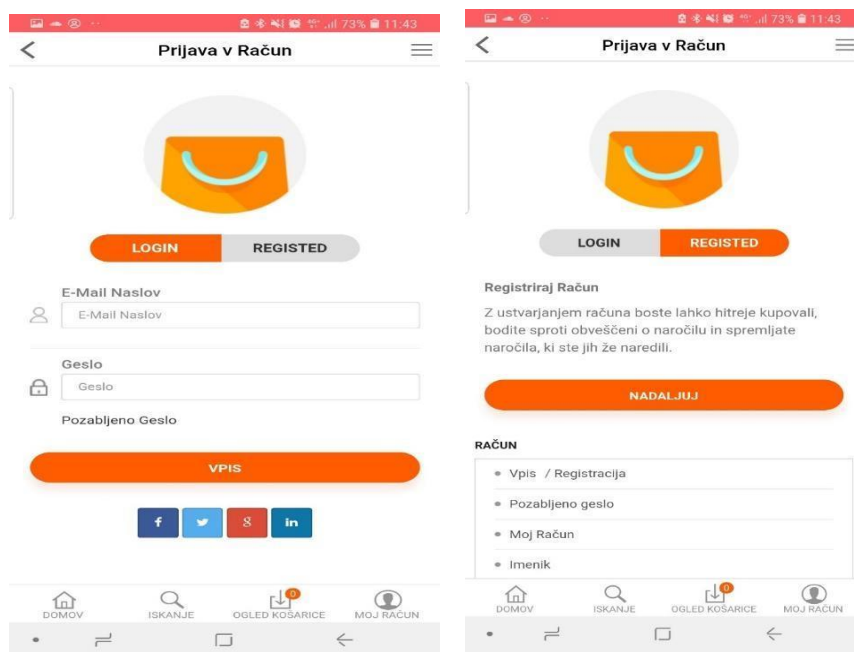 73% 11:43
Prijava v Račun
LOGIN REGISTED
E-Mail Naslov
E-Mail Naslov
Geslo
Geslo
Pozabljeno Geslo
VPIS
f 8 in
0
DOMOV ISKANJE OGLED KOŠARICE MOJ RAČUN
73% 11:43
Prijava v Račun
LOGIN REGISTED
Registriraj Račun
Z ustvarjanjem računa boste lahko hitreje kupovali,
bodite sproti obveščeni o naročilu in spremljate
naročila, ki ste jih že naredili.
NADALJUJ
RAČUN
Vpis / Registracija
Pozabljeno geslo
Moj Račun
Imenik
0
DOMOV ISKANJE OGLED KOŠARICE MOJ RAČUN